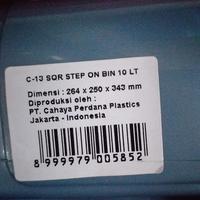 C-13 SQR STEP ON BIN 10 LT
Dimensi : 264 x 250 x 343 mm
Diproduksi oleh :
PT. Cahaya Perdana Plastics
Jakarta - Indonesia
8 999979 005852